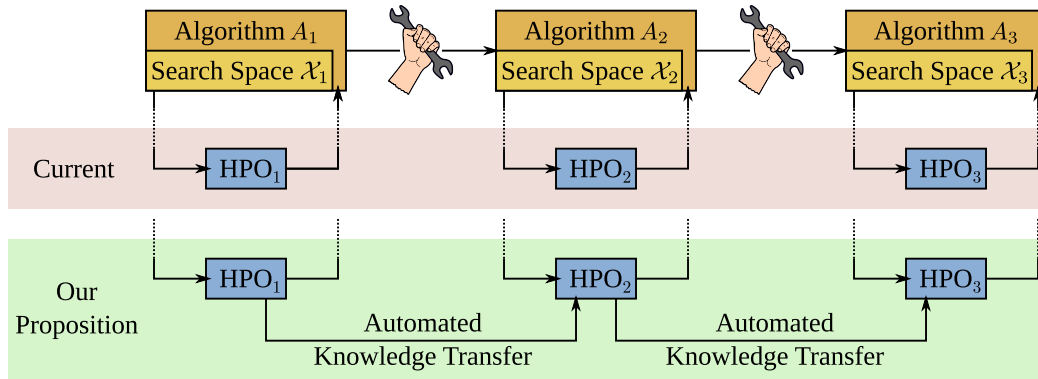 Algorithm A₁
Search Space 𝒳₁
Algorithm A₂
Search Space 𝒳₂
Algorithm A₃
Search Space 𝒳₃
Current
HPO₁
HPO₂
HPO₃
Our
Proposition
HPO₁
HPO₂
HPO₃
Automated
Knowledge Transfer
Automated
Knowledge Transfer